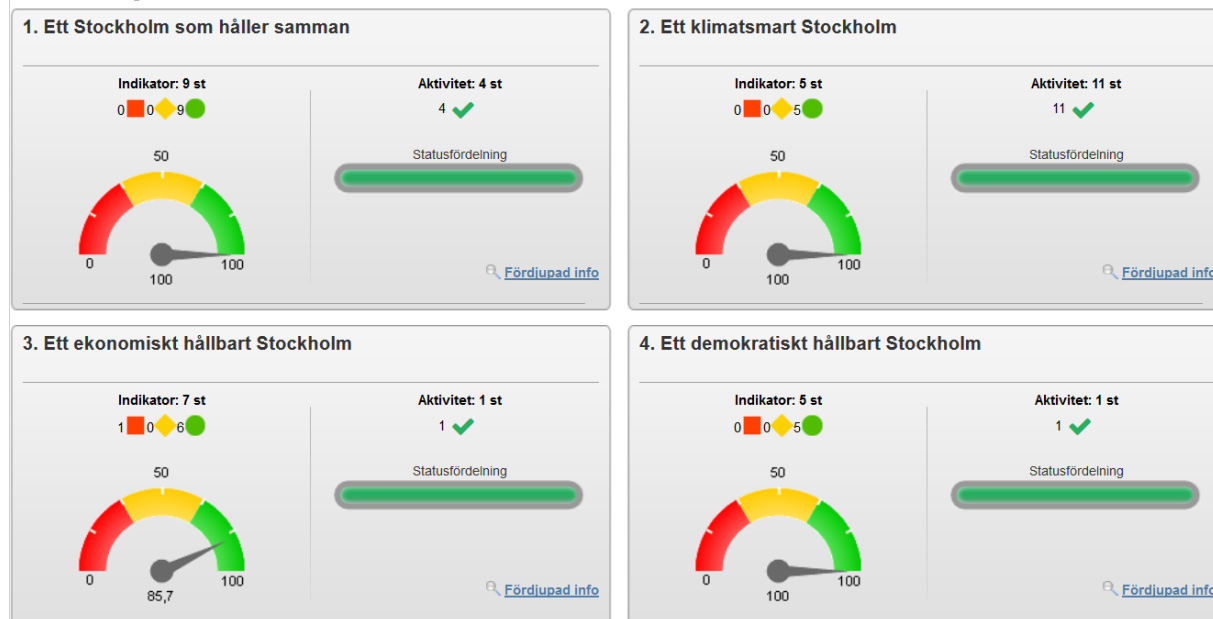 1. Ett Stockholm som håller samman
Indikator: 9 st
0 0 9
50
0
100
100
Aktivitet: 4 st
4
Statusfördelning
Fördjupad info
2. Ett klimatsmart Stockholm
Indikator: 5 st
0 0 5
50
0
100
100
Aktivitet: 11 st
11
Statusfördelning
Fördjupad info
3. Ett ekonomiskt hållbart Stockholm
Indikator: 7 st
1 0 6
50
0
100
85,7
Aktivitet: 1 st
1
Statusfördelning
Fördjupad info
4. Ett demokratiskt hållbart Stockholm
Indikator: 5 st
0 0 5
50
0
100
100
Aktivitet: 1 st
1
Statusfördelning
Fördjupad info